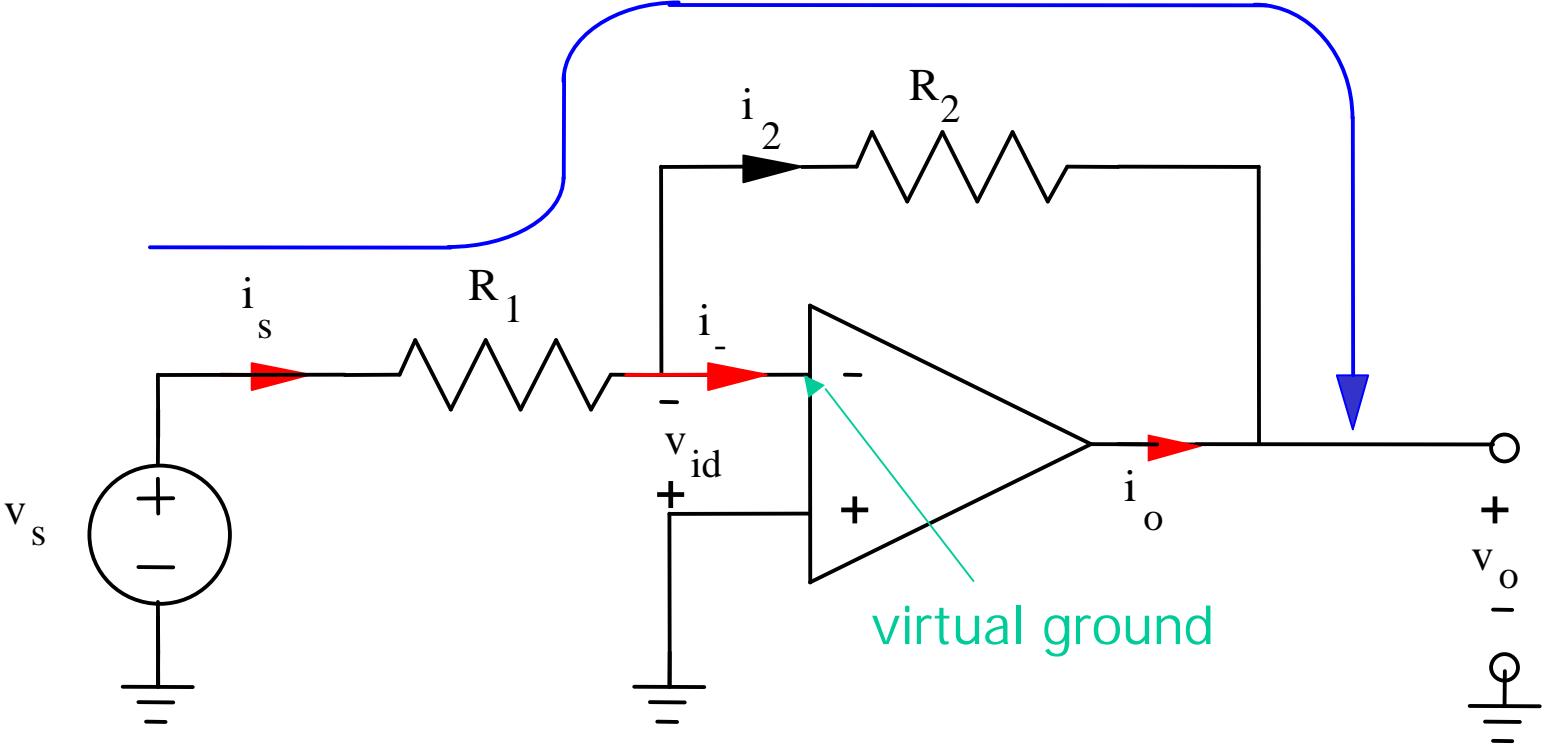 R2
i2
R1
is
i-
-
-
vid
+
+
vs
+
-
io
+
vo
-
virtual ground